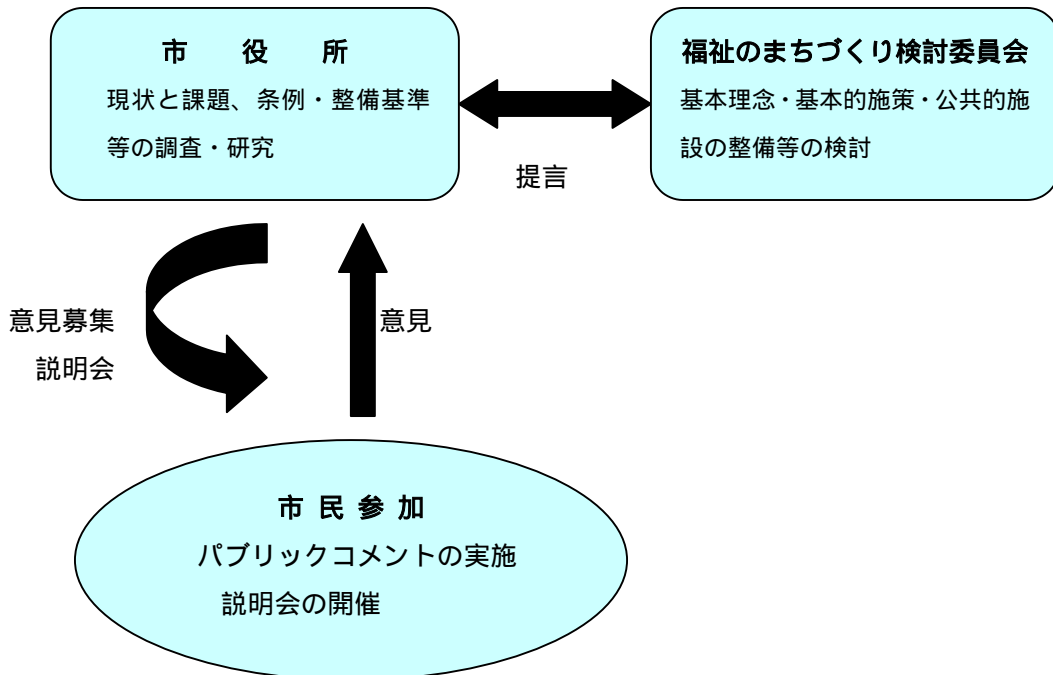 市 役 所
現状と課題、条例・整備基準
等の調査・研究
福祉のまちづくり検討委員会
基本理念・基本的施策・公共的施
設の整備等の検討
提言
意見募集
説明会
意見
市 民 参 加
パブリックコメントの実施
説明会の開催